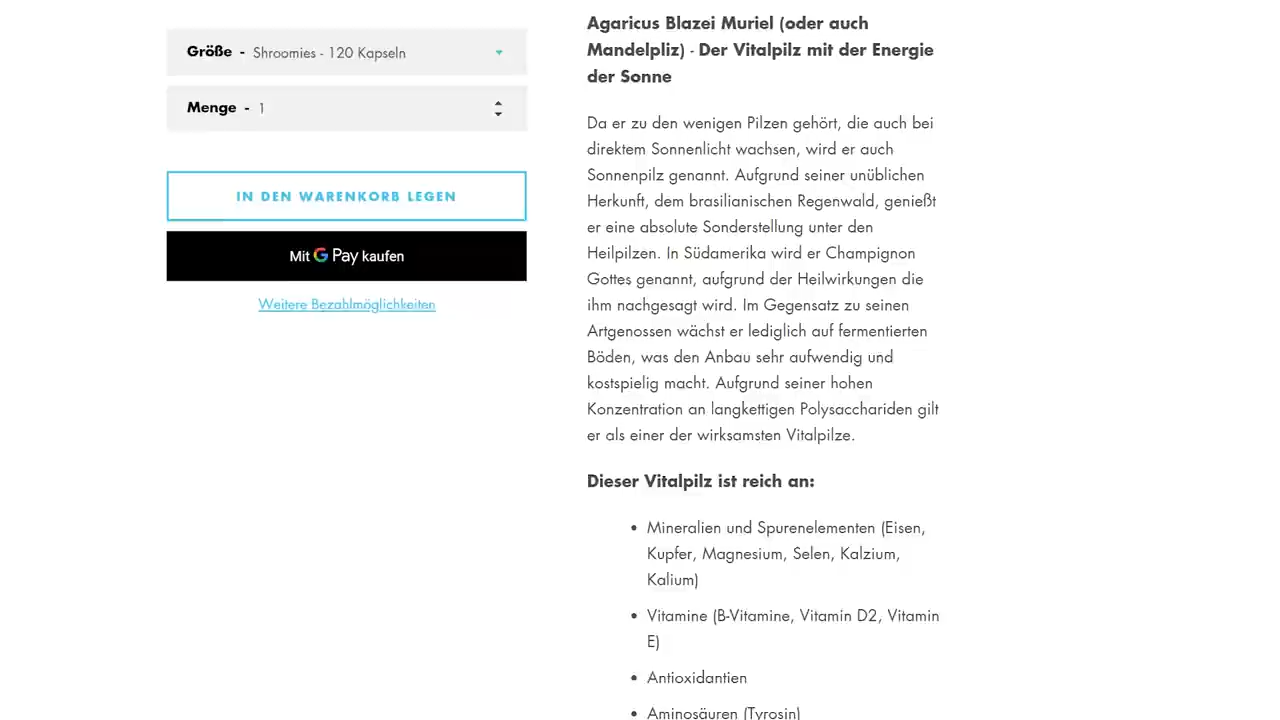 Größe - Shroomies - 120 Kapseln
Menge - 1
IN DEN WARENKORB LEGEN
Mit G Pay kaufen
Weitere Bezahlmöglichkeiten
Agaricus Blazei Muriel (oder auch
Mandelpliz) - Der Vitalpilz mit der Energie
der Sonne
Da er zu den wenigen Pilzen gehört, die auch bei
direktem Sonnenlicht wachsen, wird er auch
Sonnenpilz genannt. Aufgrund seiner unüblichen
Herkunft, dem brasilianischen Regenwald, genießt
er eine absolute Sonderstellung unter den
Heilpilzen. In Südamerika wird er Champignon
Gottes genannt, aufgrund der Heilwirkungen die
ihm nachgesagt wird. Im Gegensatz zu seinen
Artgenossen wächst er lediglich auf fermentierten
Böden, was den Anbau sehr aufwendig und
kostspielig macht. Aufgrund seiner hohen
Konzentration an langkettigen Polysacchariden gilt
er als einer der wirksamsten Vitalpilze.
Dieser Vitalpilz ist reich an:
• Mineralien und Spurenelementen (Eisen,
Kupfer, Magnesium, Selen, Kalzium,
Kalium)
• Vitamine (B-Vitamine, Vitamin D2, Vitamin
E)
• Antioxidantien
• Aminosäuren (Tyrosin)